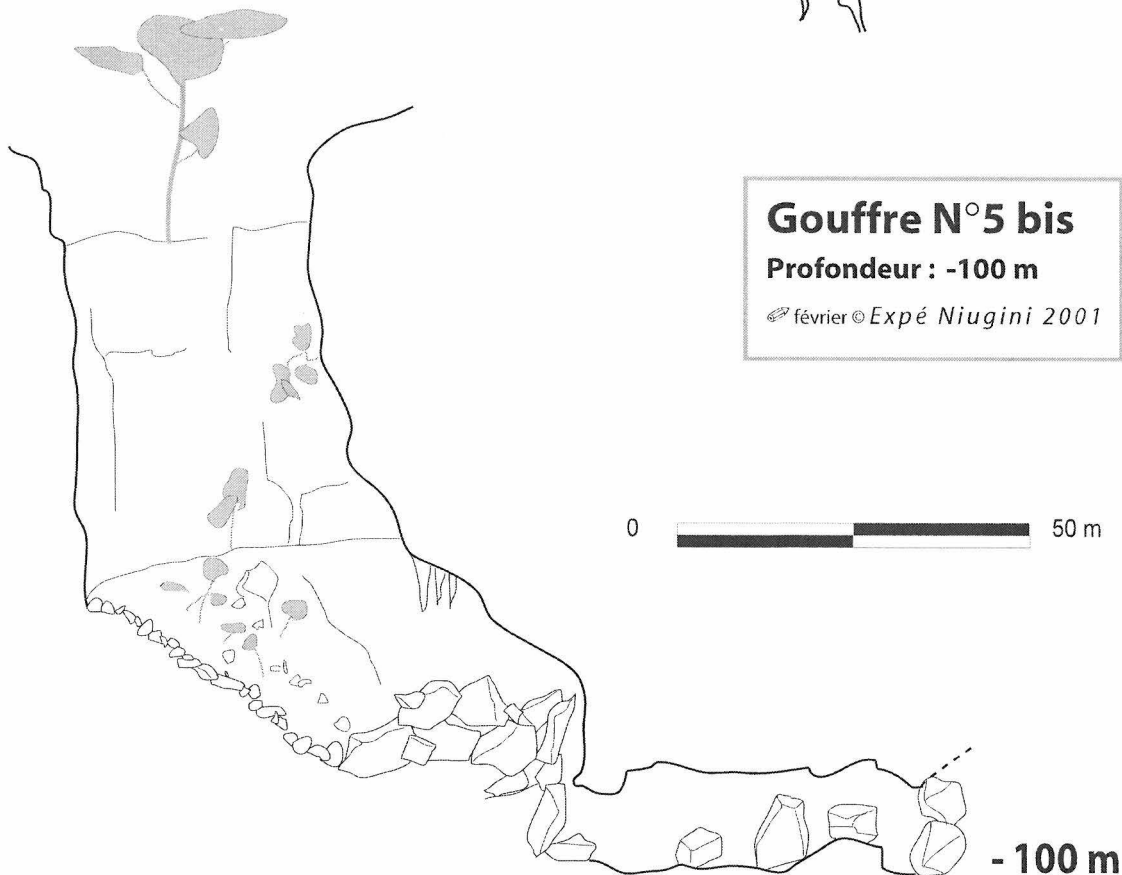 Gouffre N°5 bis
Profondeur : -100 m
février © Expé Niugini 2001
0 50 m
- 100 m